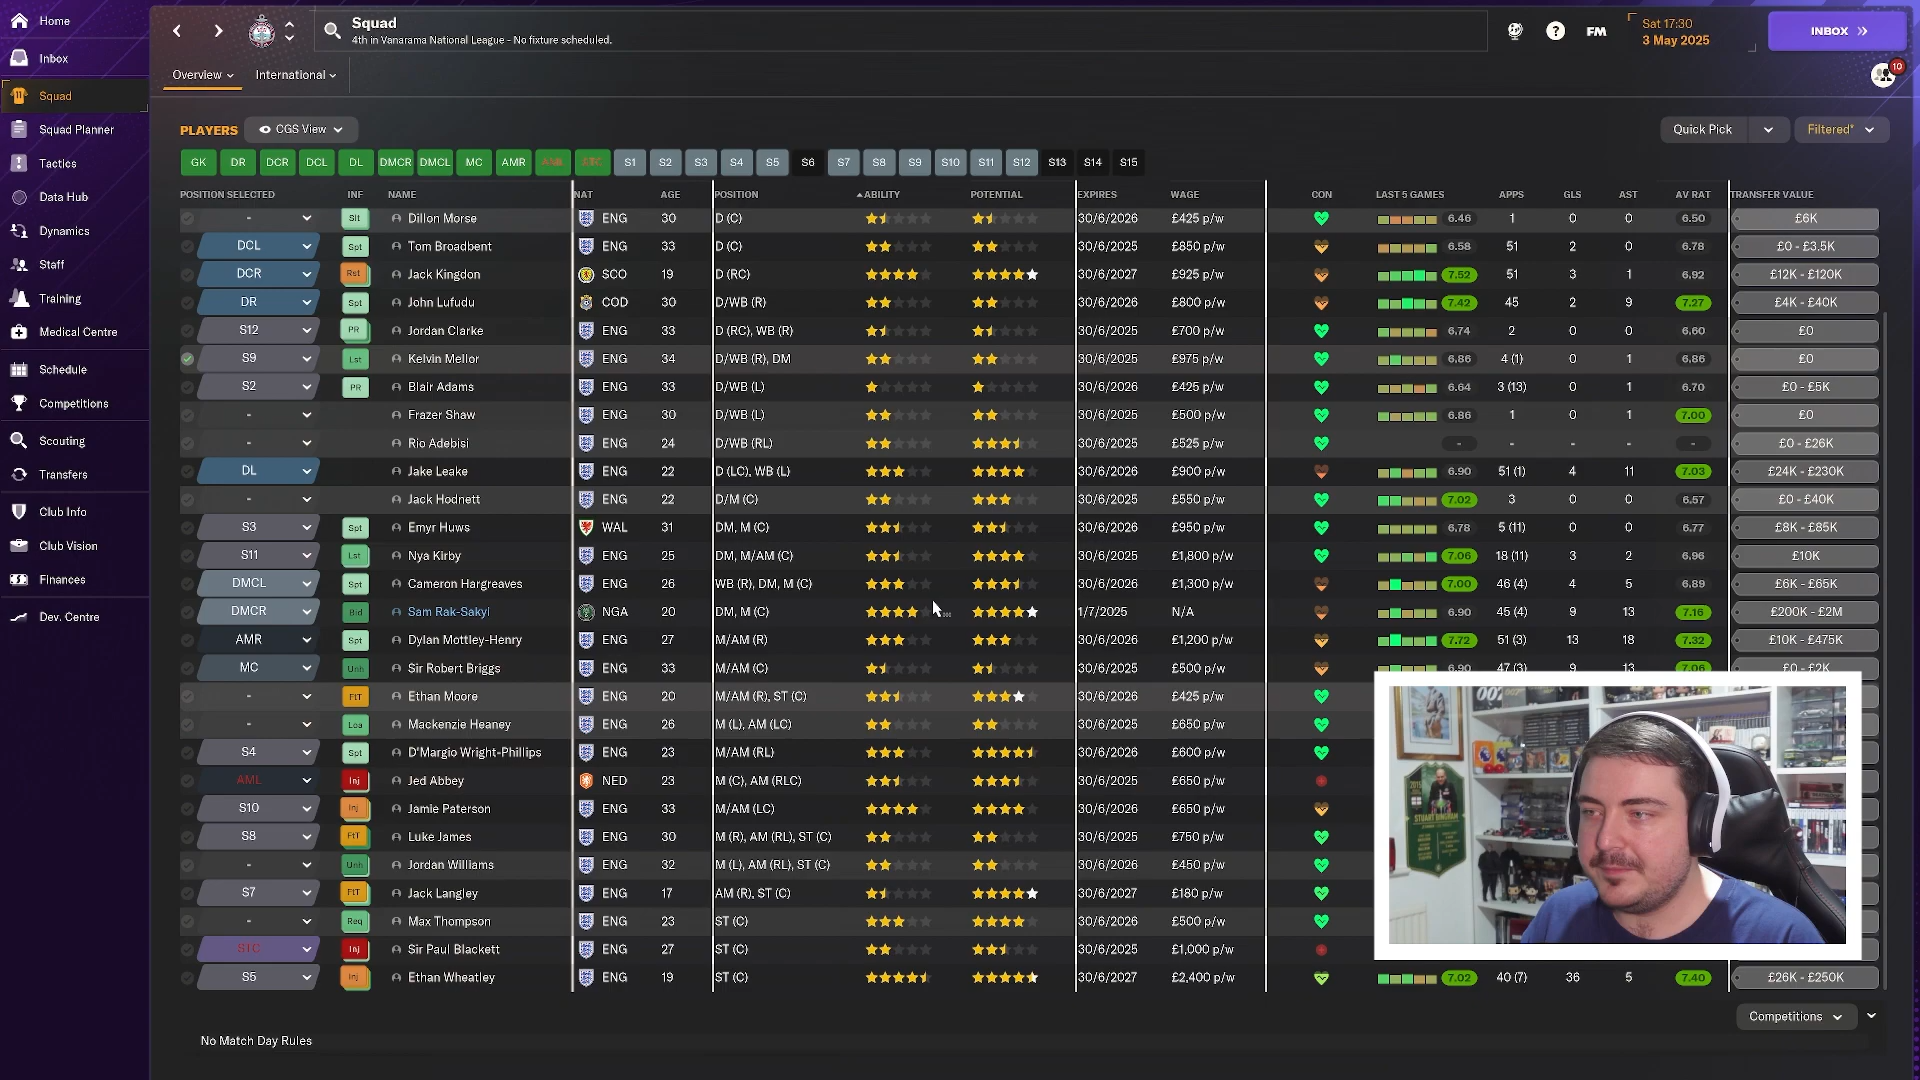 Home
Inbox
Squad
Squad Planner
Tactics
Data Hub
Dynamics
Staff
Training
Medical Centre
Schedule
Competitions
Scouting
Transfers
Club Info
Club Vision
Finances
Dev. Centre
Squad
4th in Vanarama National League - No fixture scheduled.
FM
Sat 17:30
3 May 2025
INBOX
10
Overview
International
PLAYERS CGS View Quick Pick Filtered*
GK DR DCR DCL DL DMCR DMCL MC AMR AML STC S1 S2 S3 S4 S5 S6 S7 S8 S9 S10 S11 S12 S13 S14 S15
POSITION SELECTED INF NAME NAT AGE POSITION ABILITY POTENTIAL EXPIRES WAGE CON LAST 5 GAMES APPS GLS AST AV RAT TRANSFER VALUE
- Slt Dillon Morse ENG 30 D (C) 30/6/2026 £425 p/w 6.46 1 0 0 6.50 £6K
DCL Spt Tom Broadbent ENG 33 D (C) 30/6/2025 £850 p/w 6.58 51 2 0 6.78 £0 - £3.5K
DCR Rst Jack Kingdon SCO 19 D (RC) 30/6/2027 £925 p/w 7.52 51 3 1 6.92 £12K - £120K
DR Spt John Lufudu COD 30 D/WB (R) 30/6/2026 £800 p/w 7.42 45 2 9 7.27 £4K - £40K
S12 PR Jordan Clarke ENG 33 D (RC), WB (R) 30/6/2025 £700 p/w 6.74 2 0 0 6.60 £0
S9 Lst Kelvin Mellor ENG 34 D/WB (R), DM 30/6/2025 £975 p/w 6.86 4 (1) 0 1 6.86 £0
S2 PR Blair Adams ENG 33 D/WB (L) 30/6/2026 £425 p/w 6.64 3 (13) 0 1 6.70 £0 - £5K
- Frazer Shaw ENG 30 D/WB (L) 30/6/2025 £500 p/w 6.86 1 0 1 7.00 £0
- Rio Adebisi ENG 24 D/WB (RL) 30/6/2025 £525 p/w - - - - - £0 - £26K
DL Jake Leake ENG 22 D (LC), WB (L) 30/6/2026 £900 p/w 6.90 51 (1) 4 11 7.03 £24K - £230K
- Jack Hodnett ENG 22 D/M (C) 30/6/2025 £550 p/w 7.02 3 0 0 6.57 £0 - £40K
S3 Spt Emyr Huws WAL 31 DM, M (C) 30/6/2026 £950 p/w 6.78 5 (11) 0 0 6.77 £8K - £85K
S11 Lst Nya Kirby ENG 25 DM, M/AM (C) 30/6/2026 £1,800 p/w 7.06 18 (11) 3 2 6.96 £10K
DMCL Spt Cameron Hargreaves ENG 26 WB (R), DM, M (C) 30/6/2026 £1,300 p/w 7.00 46 (4) 4 5 6.89 £6K - £65K
DMCR Bid Sam Rak-Sakyi NGA 20 DM, M (C) 1/7/2025 N/A 6.90 45 (4) 9 13 7.16 £200K - £2M
AMR Spt Dylan Mottley-Henry ENG 27 M/AM (R) 30/6/2026 £1,200 p/w 7.72 51 (3) 13 18 7.32 £10K - £475K
MC Unh Sir Robert Briggs ENG 33 M/AM (C) 30/6/2025 £500 p/w 6.90 47 (3) 9 13 7.06 £0 - £2K
- FtT Ethan Moore ENG 20 M/AM (R), ST (C) 30/6/2026 £425 p/w
- Loa Mackenzie Heaney ENG 26 M (L), AM (LC) 30/6/2025 £650 p/w
S4 Spt D'Margio Wright-Phillips ENG 23 M/AM (RL) 30/6/2026 £600 p/w
AML Inj Jed Abbey NED 23 M (C), AM (RLC) 30/6/2025 £650 p/w
S10 Inj Jamie Paterson ENG 33 M/AM (LC) 30/6/2026 £650 p/w
S8 FtT Luke James ENG 30 M (R), AM (RL), ST (C) 30/6/2025 £750 p/w
- Unh Jordan Williams ENG 32 M (L), AM (RL), ST (C) 30/6/2026 £450 p/w
S7 FtT Jack Langley ENG 17 AM (R), ST (C) 30/6/2027 £180 p/w
- Req Max Thompson ENG 23 ST (C) 30/6/2026 £500 p/w
STC Inj Sir Paul Blackett ENG 27 ST (C) 30/6/2025 £1,000 p/w
S5 Inj Ethan Wheatley ENG 19 ST (C) 30/6/2027 £2,400 p/w 7.02 40 (7) 36 5 7.40 £26K - £250K
007
STUART BINGHAM
Competitions
No Match Day Rules